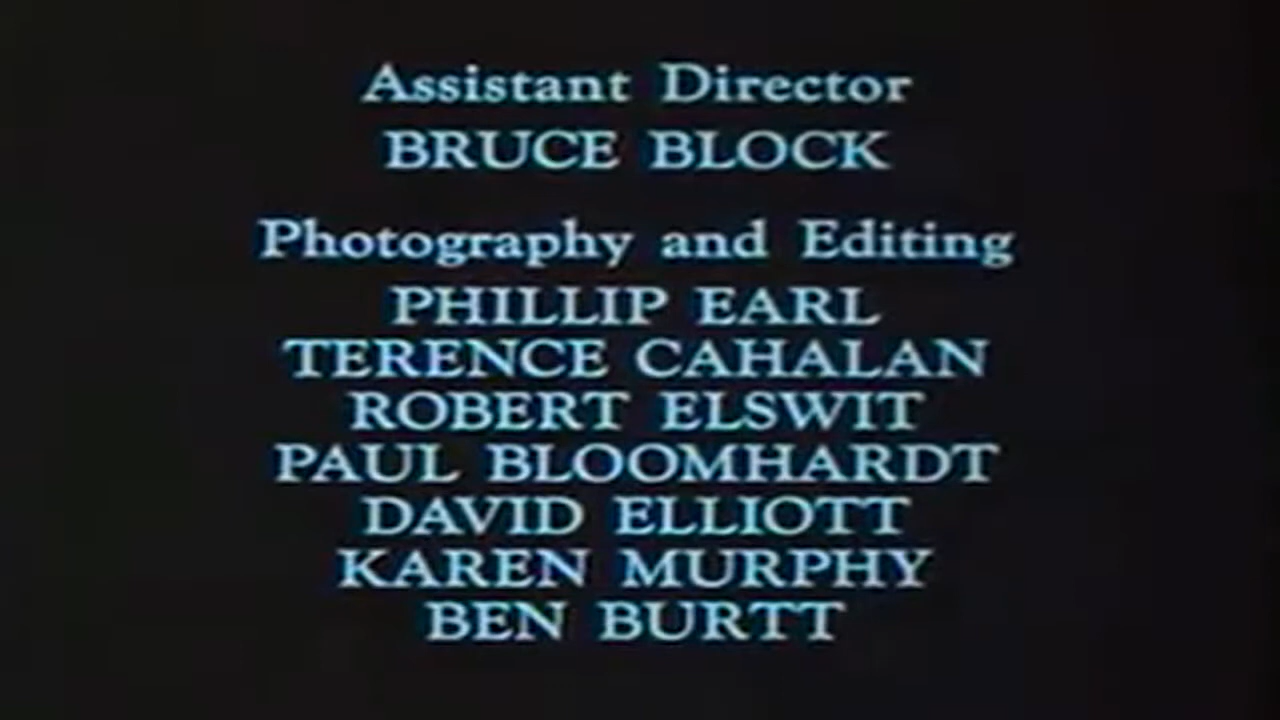 Assistant Director
BRUCE BLOCK
Photography and Editing
PHILLIP EARL
TERENCE CAHALAN
ROBERT ELSWIT
PAUL BLOOMHARDT
DAVID ELLIOTT
KAREN MURPHY
BEN BURTT